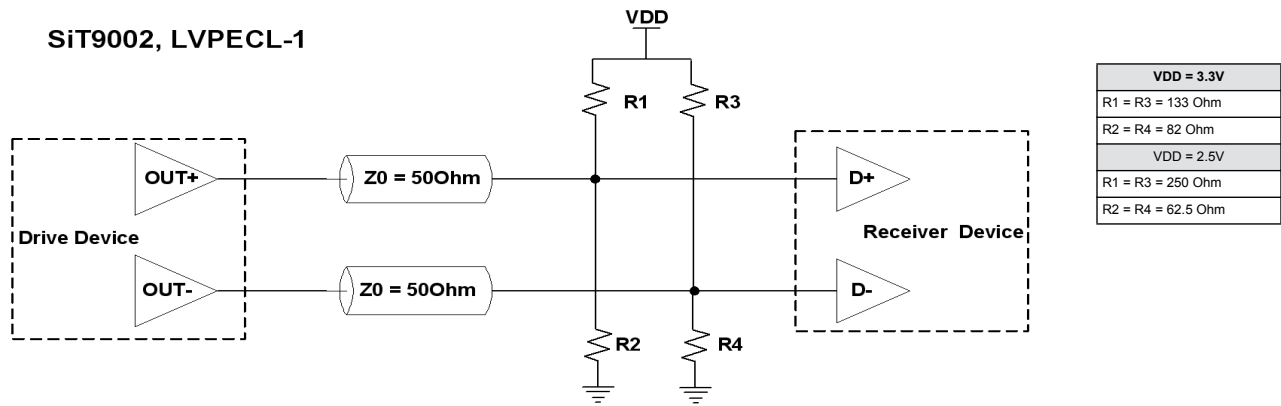 VDD
SiT9002, LVPECL-1
R1
R3
OUT+
Z0 = 50Ohm
D+
Drive Device
Receiver Device
OUT-
Z0 = 50Ohm
D-
R2
R4
VDD = 3.3V
R1 = R3 = 133 Ohm
R2 = R4 = 82 Ohm
VDD = 2.5V
R1 = R3 = 250 Ohm
R2 = R4 = 62.5 Ohm